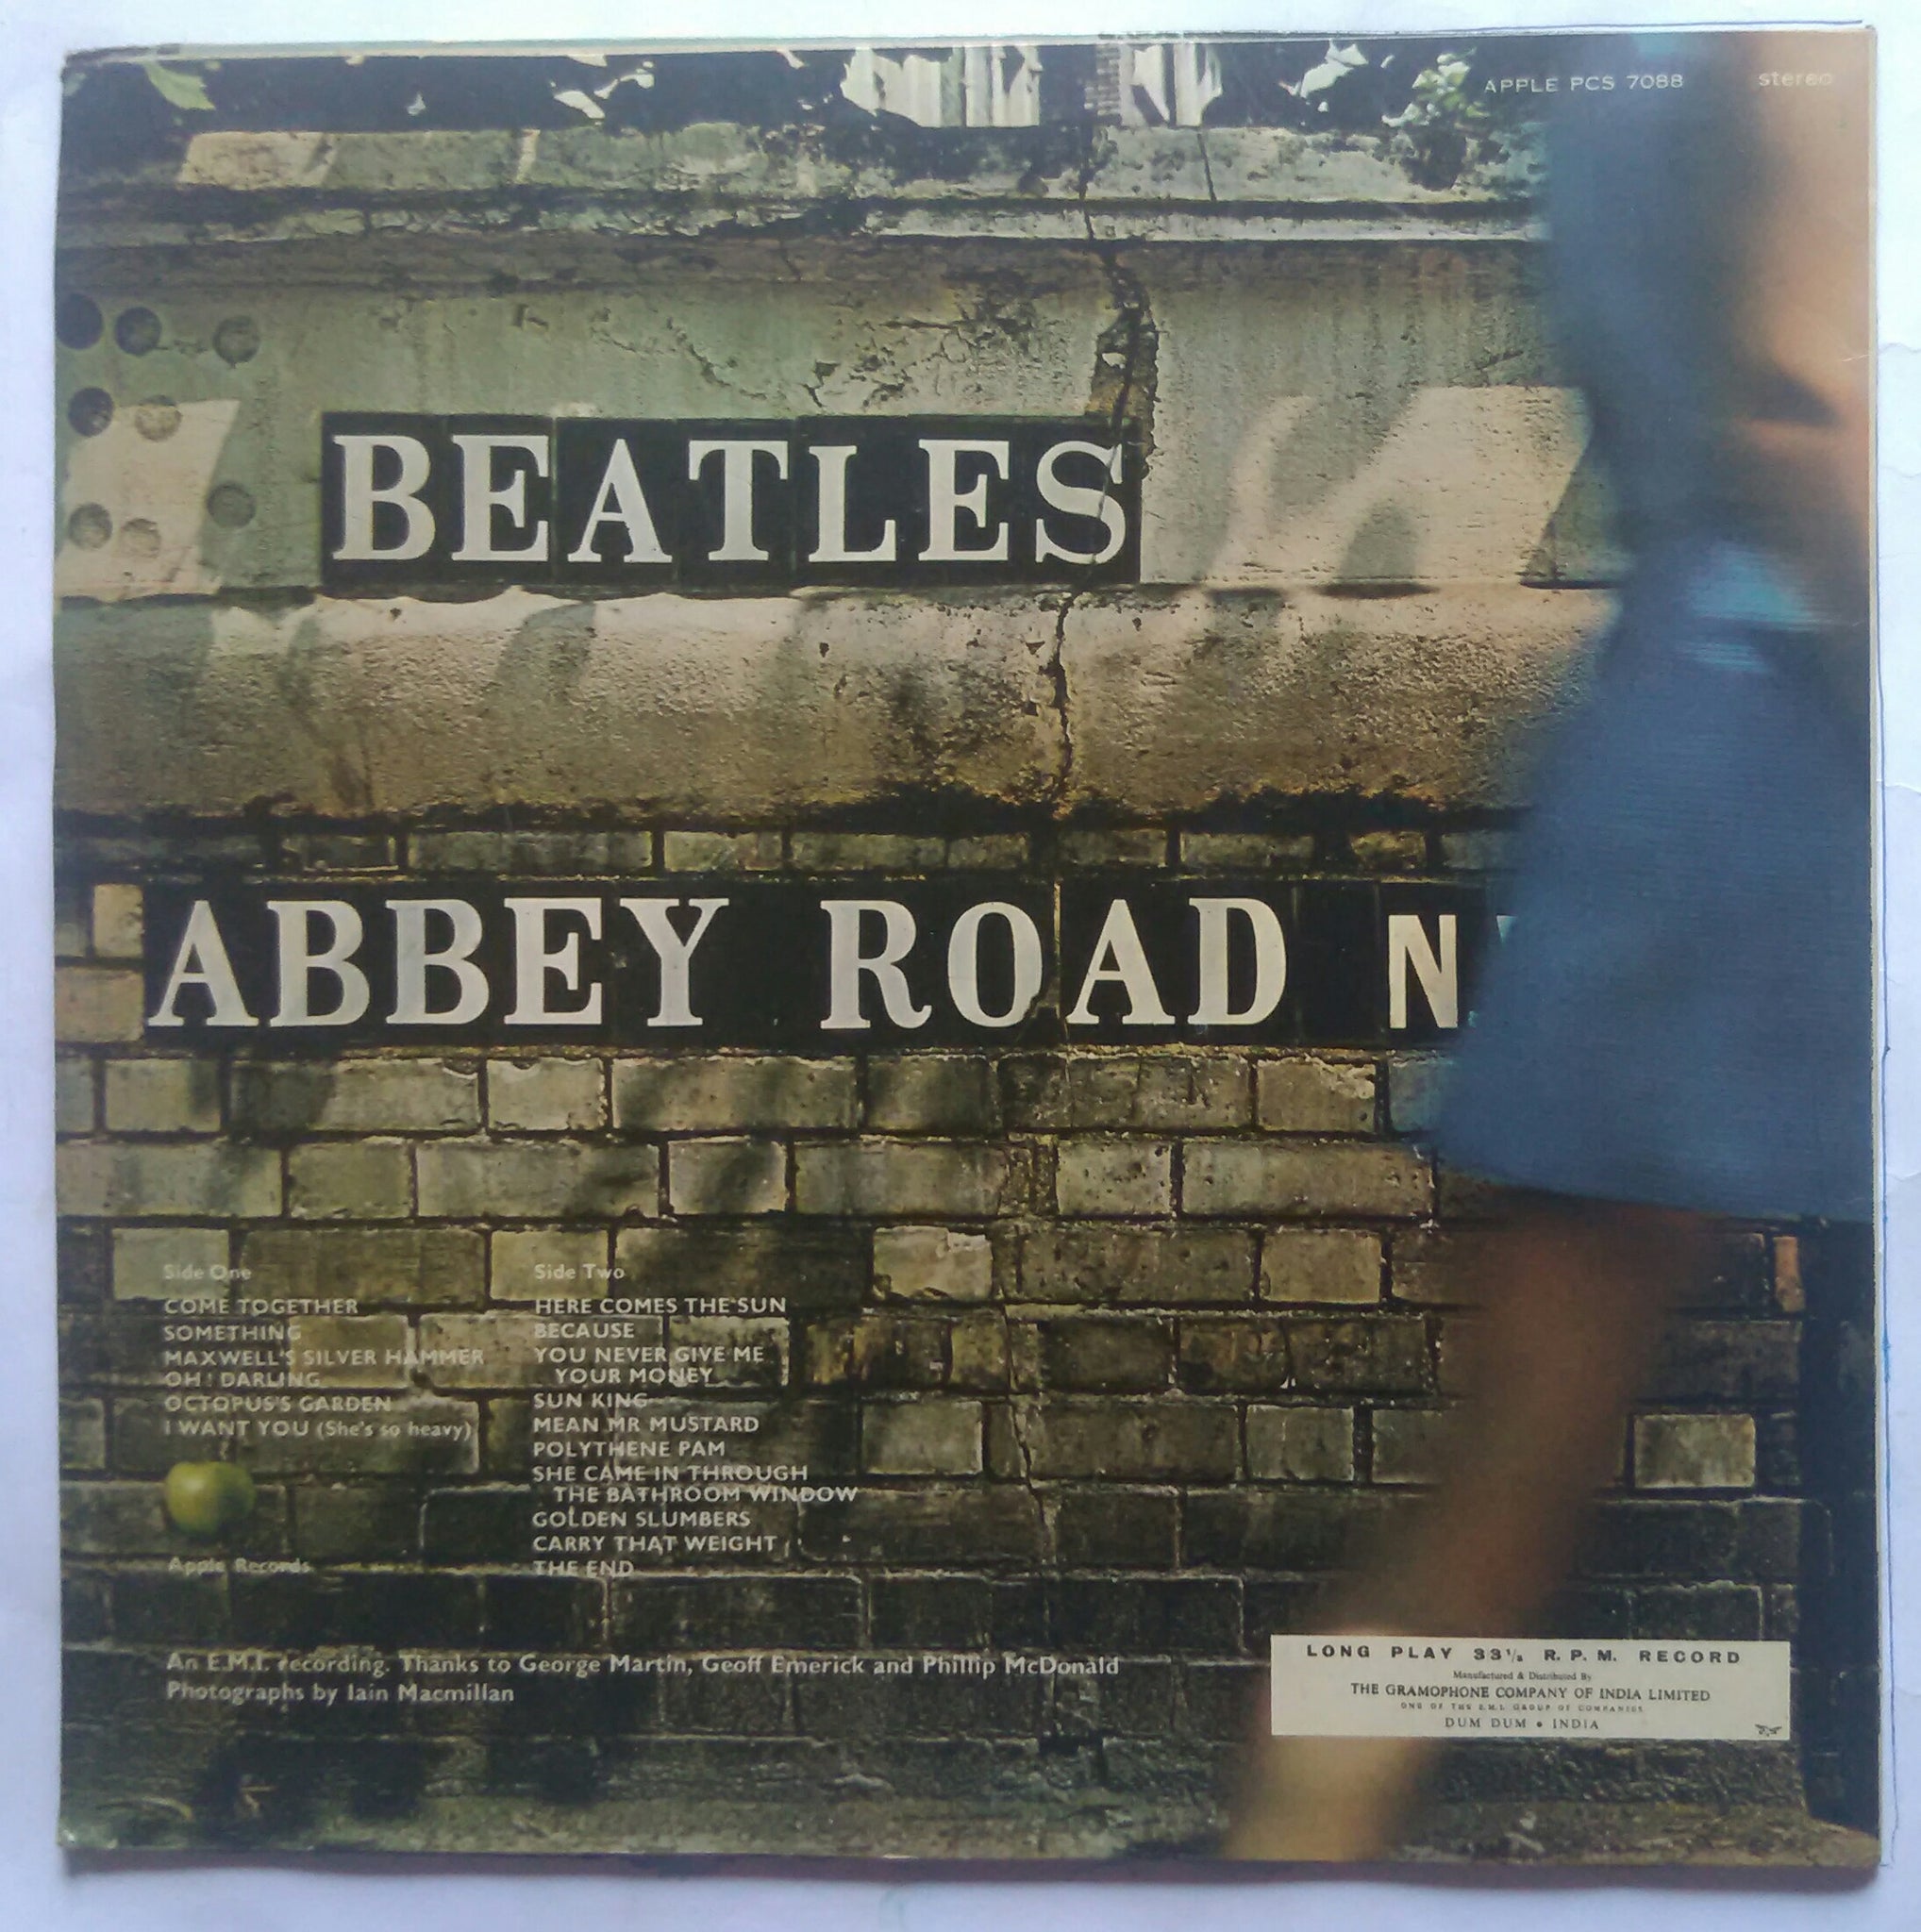 APPLE PCS 7088 stereo
BEATLES
ABBEY ROAD N
Side One
COME TOGETHER
SOMETHING
MAXWELL'S SILVER HAMMER
OH! DARLING
OCTOPUS'S GARDEN
I WANT YOU (She's so heavy)
Apple Records
Side Two
HERE COMES THE SUN
BECAUSE
YOU NEVER GIVE ME
YOUR MONEY
SUN KING
MEAN MR MUSTARD
POLYTHENE PAM
SHE CAME IN THROUGH
THE BATHROOM WINDOW
GOLDEN SLUMBERS
CARRY THAT WEIGHT
THE END
An E.M.I. recording. Thanks to George Martin, Geoff Emerick and Phillip McDonald
Photographs by Iain Macmillan
LONG PLAY 33⅓ R.P.M. RECORD
Manufactured & Distributed By
THE GRAMOPHONE COMPANY OF INDIA LIMITED
ONE OF THE E.M.I. GROUP OF COMPANIES
DUM DUM • INDIA